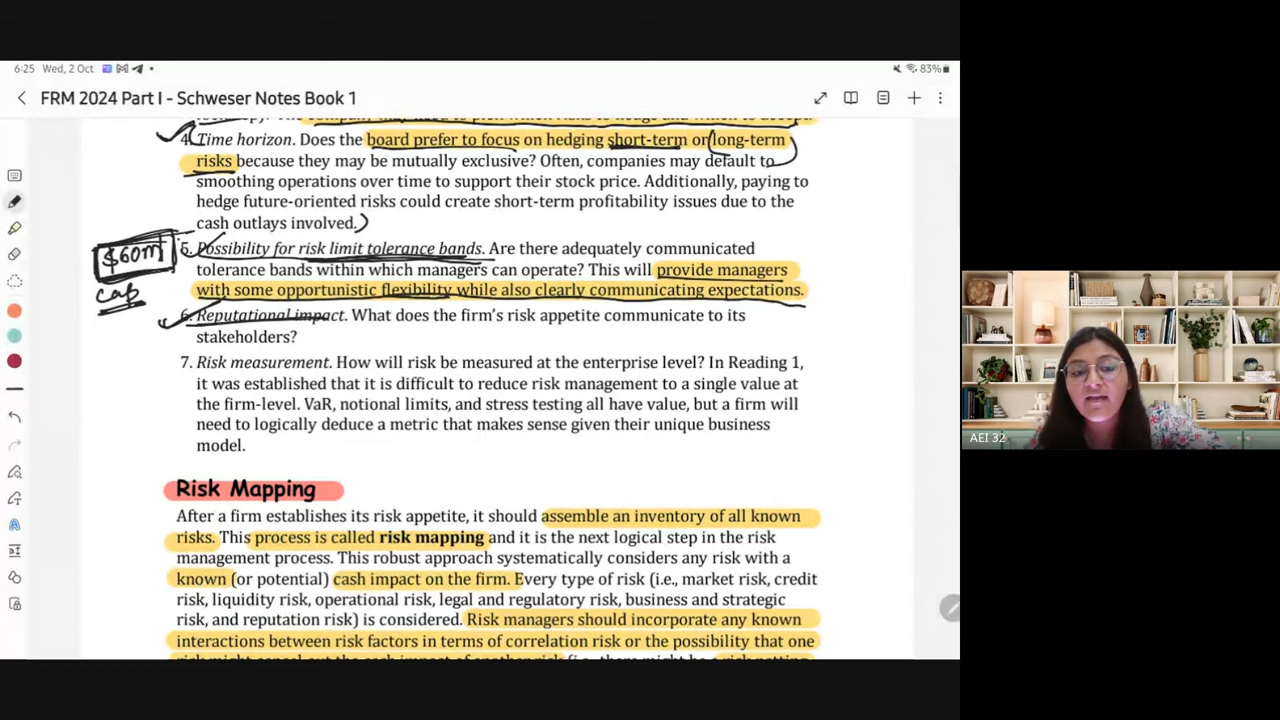 6:25 Wed, 2 Oct
83%
FRM 2024 Part I - Schweser Notes Book 1
4. Time horizon. Does the board prefer to focus on hedging short-term or long-term
risks because they may be mutually exclusive? Often, companies may default to
smoothing operations over time to support their stock price. Additionally, paying to
hedge future-oriented risks could create short-term profitability issues due to the
cash outlays involved.
$60m
cap
5. Possibility for risk limit tolerance bands. Are there adequately communicated
tolerance bands within which managers can operate? This will provide managers
with some opportunistic flexibility while also clearly communicating expectations.
6. Reputational impact. What does the firm's risk appetite communicate to its
stakeholders?
7. Risk measurement. How will risk be measured at the enterprise level? In Reading 1,
it was established that it is difficult to reduce risk management to a single value at
the firm-level. VaR, notional limits, and stress testing all have value, but a firm will
need to logically deduce a metric that makes sense given their unique business
model.
Risk Mapping
After a firm establishes its risk appetite, it should assemble an inventory of all known
risks. This process is called risk mapping and it is the next logical step in the risk
management process. This robust approach systematically considers any risk with a
known (or potential) cash impact on the firm. Every type of risk (i.e., market risk, credit
risk, liquidity risk, operational risk, legal and regulatory risk, business and strategic
risk, and reputation risk) is considered. Risk managers should incorporate any known
interactions between risk factors in terms of correlation risk or the possibility that one
AEI 32